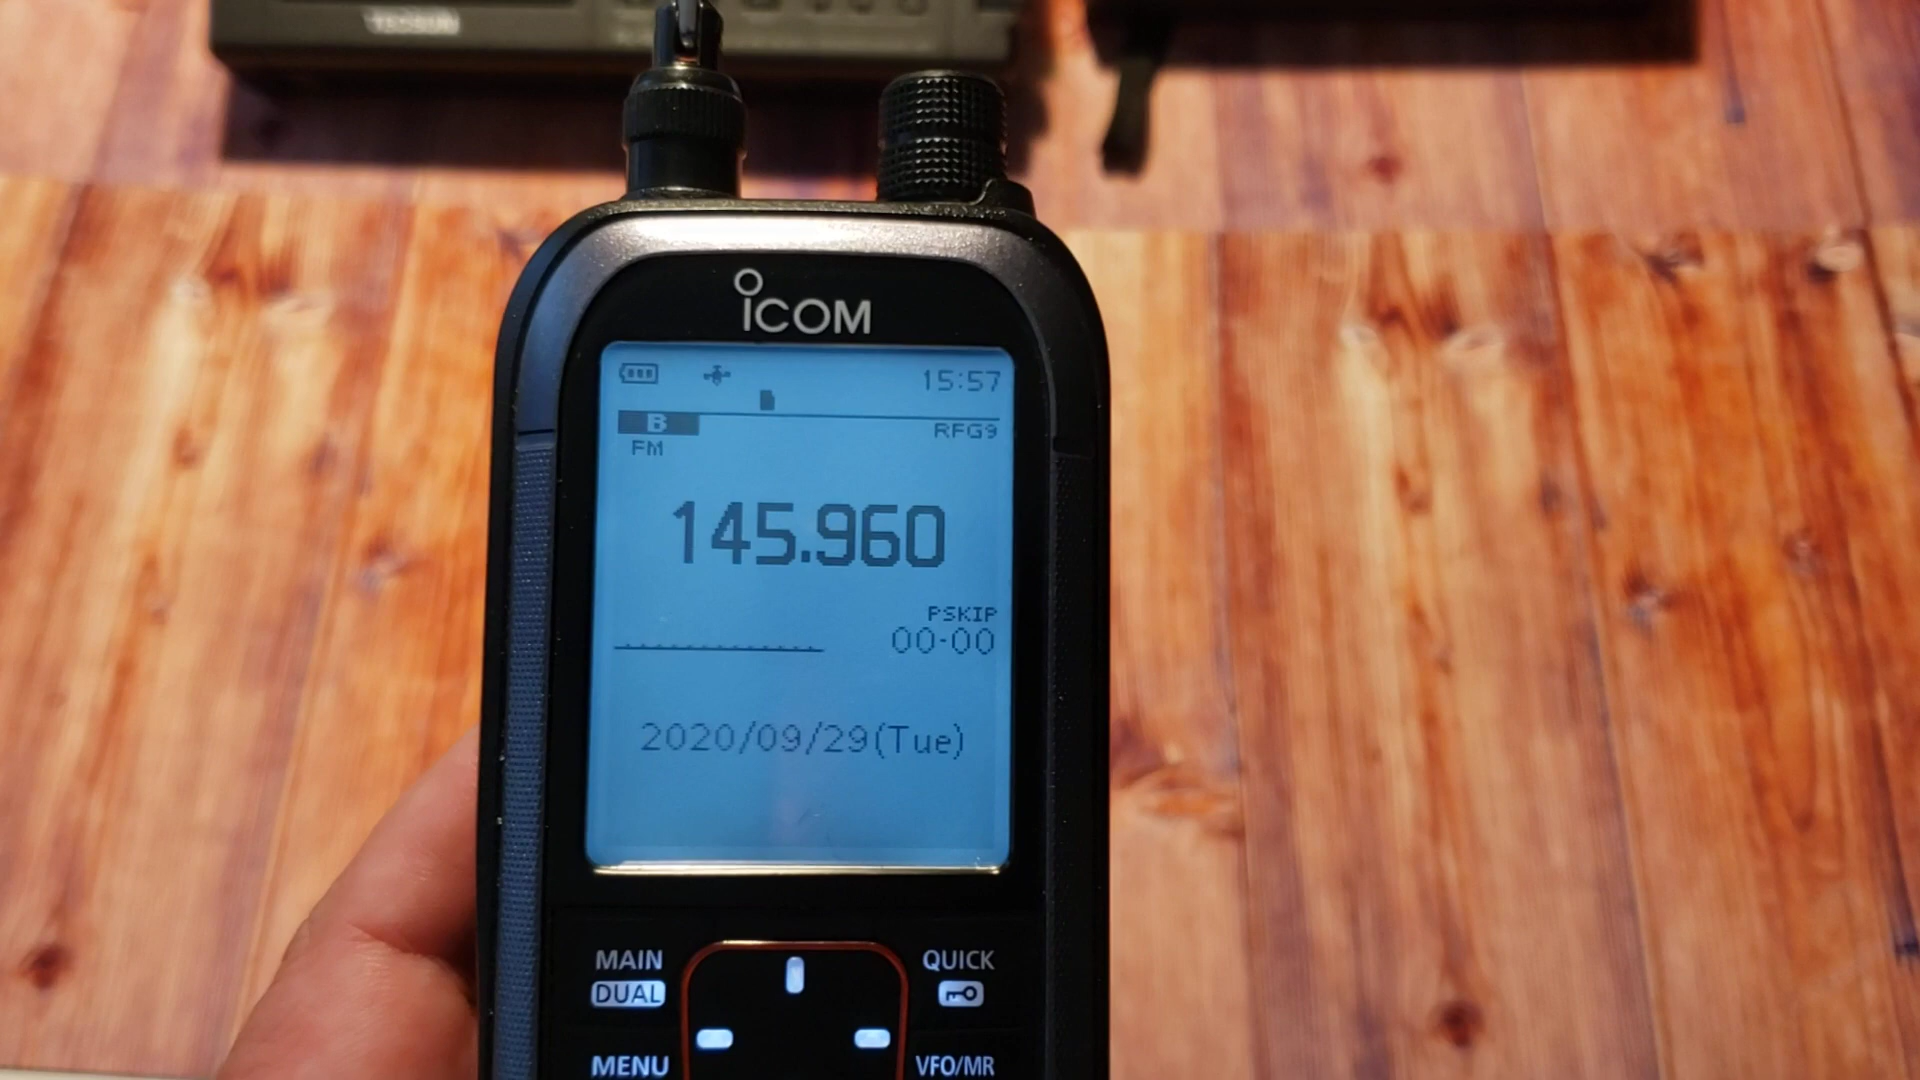 TECSUN
ICOM
15:57
B
RFG9
FM
145.960
PSKIP
00-00
2020/09/29(Tue)
MAIN
QUICK
DUAL
MENU
VFO/MR